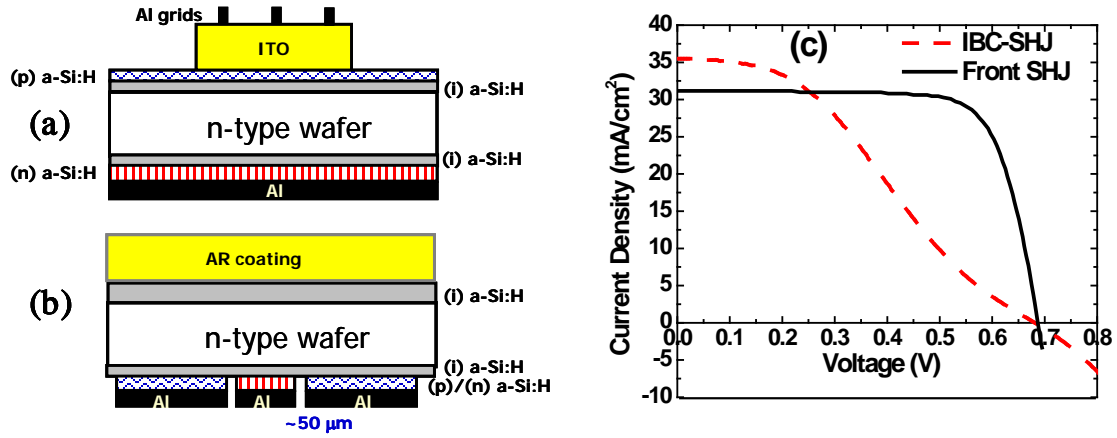 Al grids
ITO
(p) a-Si:H
(i) a-Si:H
(a)
n-type wafer
(i) a-Si:H
(n) a-Si:H
Al
AR coating
(b)
(i) a-Si:H
n-type wafer
(i) a-Si:H
(p)/(n) a-Si:H
Al
Al
Al
~50 µm
(c)
IBC-SHJ
Front SHJ
Current Density (mA/cm²)
40
35
30
25
20
15
10
5
0
-5
-10
0.0 0.1 0.2 0.3 0.4 0.5 0.6 0.7 0.8
Voltage (V)